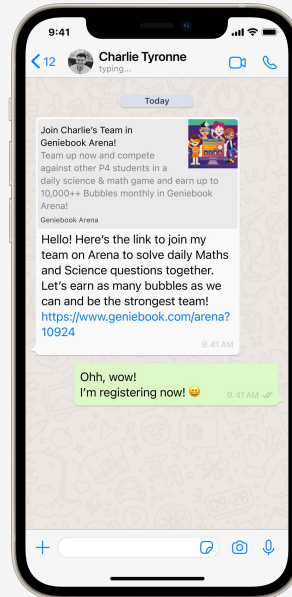 9:41
12
Charlie Tyronne
typing...
Today
Join Charlie's Team in
Geniebook Arena!
Team up now and compete
against other P4 students in a
daily science & math game and earn up to
10,000++ Bubbles monthly in Geniebook
Arena!
Geniebook Arena
Hello! Here's the link to join my
team on Arena to solve daily Maths
and Science questions together.
Let's earn as many bubbles as we
can and be the strongest team!
https://www.geniebook.com/arena?
10924
9:41 AM
Ohh, wow!
I'm registering now! 😄
9:41 AM